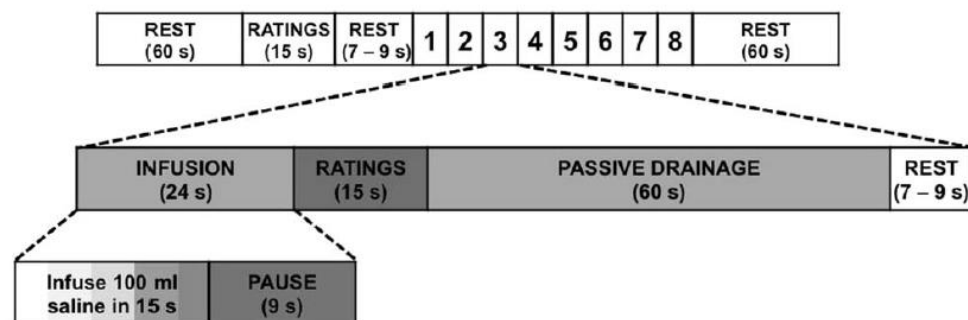 REST
(60 s)
RATINGS
(15 s)
REST
(7 – 9 s)
1 2 3 4 5 6 7 8
REST
(60 s)
INFUSION
(24 s)
RATINGS
(15 s)
PASSIVE DRAINAGE
(60 s)
REST
(7 – 9 s)
Infuse 100 ml
saline in 15 s
PAUSE
(9 s)